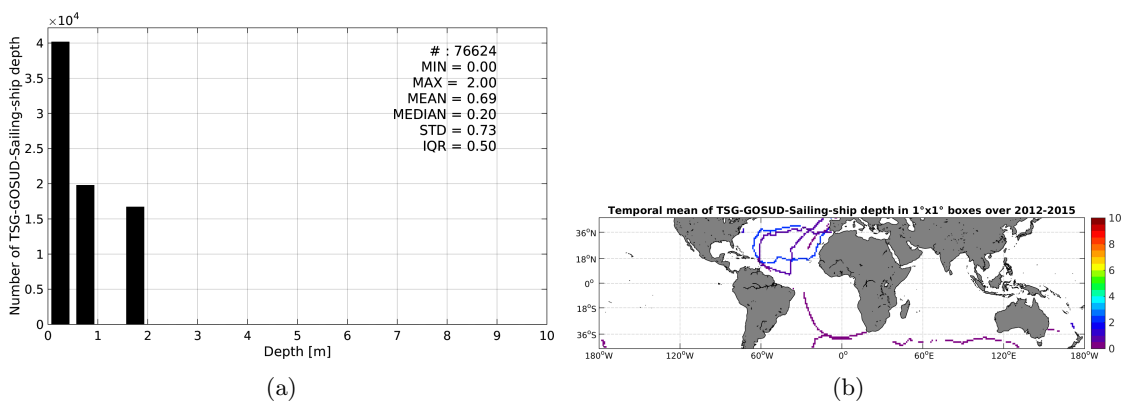 ×10⁴
4
3.5
3
2.5
2
1.5
1
0.5
0
Number of TSG-GOSUD-Sailing-ship depth
# : 76624
MIN = 0.00
MAX = 2.00
MEAN = 0.69
MEDIAN = 0.20
STD = 0.73
IQR = 0.50
0 1 2 3 4 5 6 7 8 9 10
Depth [m]
(a)
Temporal mean of TSG-GOSUD-Sailing-ship depth in 1°x1° boxes over 2012-2015
36°N
18°N
0°
18°S
36°S
180°W 120°W 60°W 0° 60°E 120°E 180°W
10
8
6
4
2
0
(b)